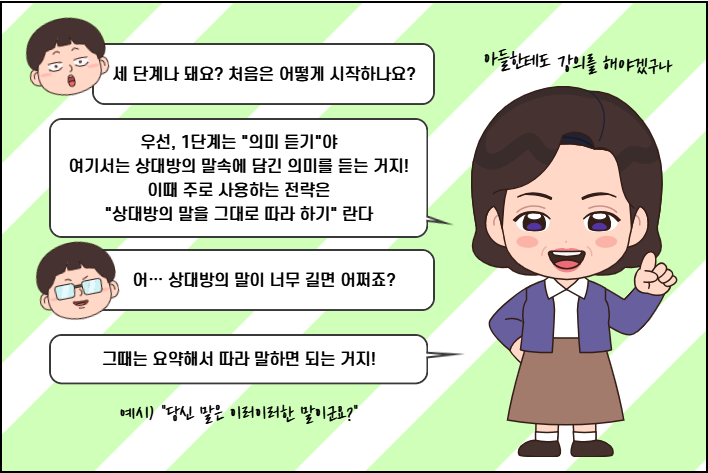 세 단계나 돼요? 처음은 어떻게 시작하나요?
아들한테도 강의를 해야겠구나
우선, 1단계는 "의미 듣기"야
여기서는 상대방의 말속에 담긴 의미를 듣는 거지!
이때 주로 사용하는 전략은
"상대방의 말을 그대로 따라 하기" 란다
어… 상대방의 말이 너무 길면 어쩌죠?
그때는 요약해서 따라 말하면 되는 거지!
예시) "당신 말은 이러이러한 말이군요?"